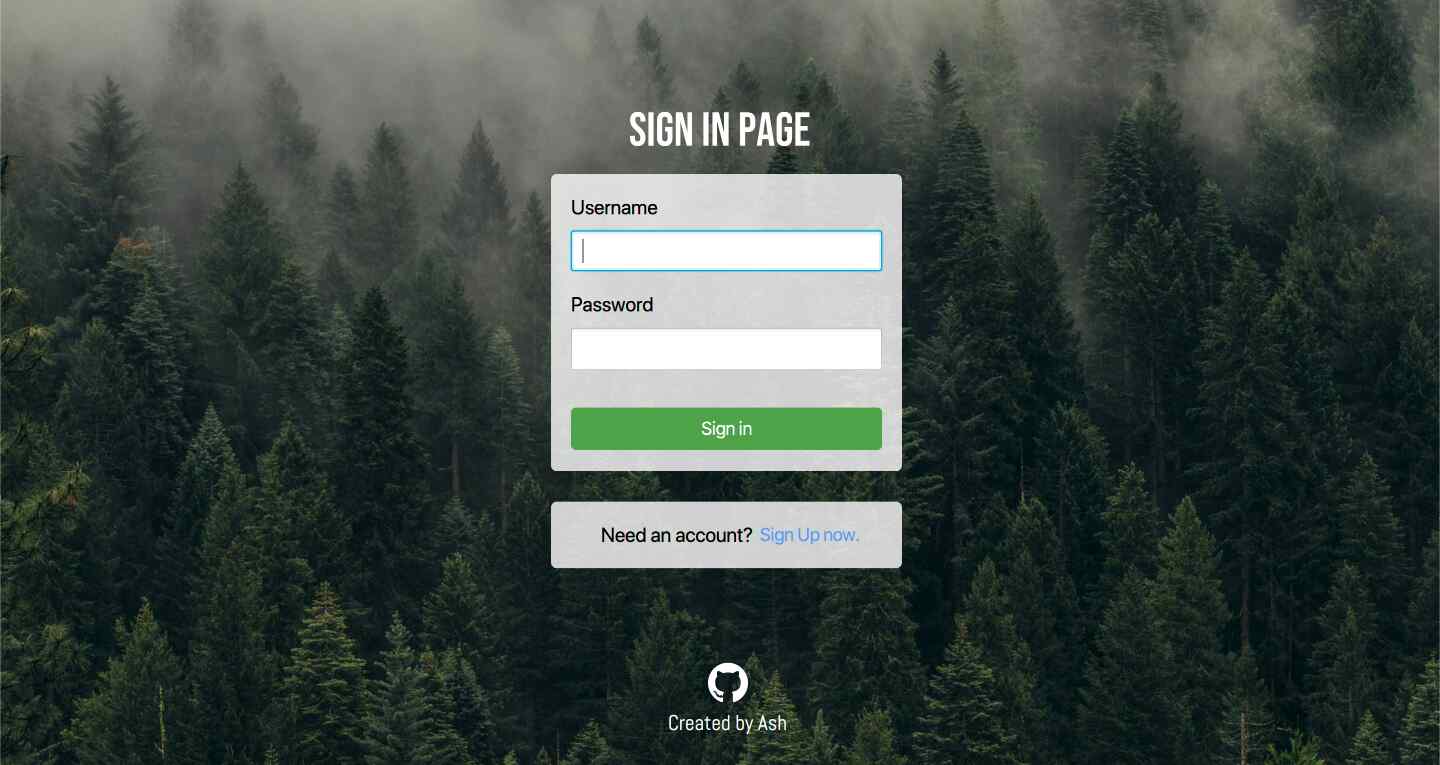 SIGN IN PAGE
Username
Password
Sign in
Need an account? Sign Up now.
Created by Ash